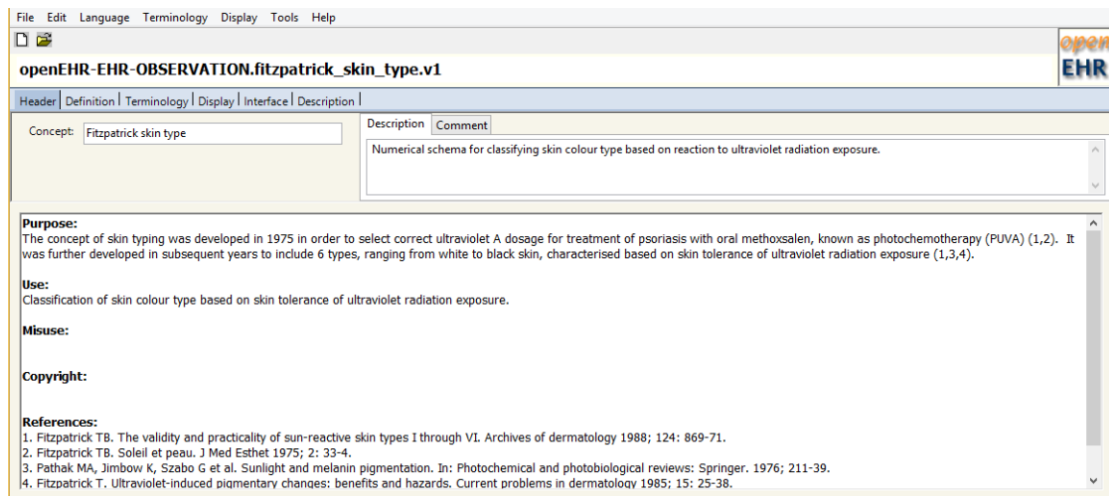 File Edit Language Terminology Display Tools Help
open
EHR
openEHR-EHR-OBSERVATION.fitzpatrick_skin_type.v1
Header Definition Terminology Display Interface Description
Concept: Fitzpatrick skin type
Description Comment
Numerical schema for classifying skin colour type based on reaction to ultraviolet radiation exposure.
Purpose:
The concept of skin typing was developed in 1975 in order to select correct ultraviolet A dosage for treatment of psoriasis with oral methoxsalen, known as photochemotherapy (PUVA) (1,2). It
was further developed in subsequent years to include 6 types, ranging from white to black skin, characterised based on skin tolerance of ultraviolet radiation exposure (1,3,4).
Use:
Classification of skin colour type based on skin tolerance of ultraviolet radiation exposure.
Misuse:
Copyright:
References:
1. Fitzpatrick TB. The validity and practicality of sun-reactive skin types I through VI. Archives of dermatology 1988; 124: 869-71.
2. Fitzpatrick TB. Soleil et peau. J Med Esthet 1975; 2: 33-4.
3. Pathak MA, Jimbow K, Szabo G et al. Sunlight and melanin pigmentation. In: Photochemical and photobiological reviews: Springer. 1976; 211-39.
4. Fitzpatrick T. Ultraviolet-induced pigmentary changes: benefits and hazards. Current problems in dermatology 1985; 15: 25-38.